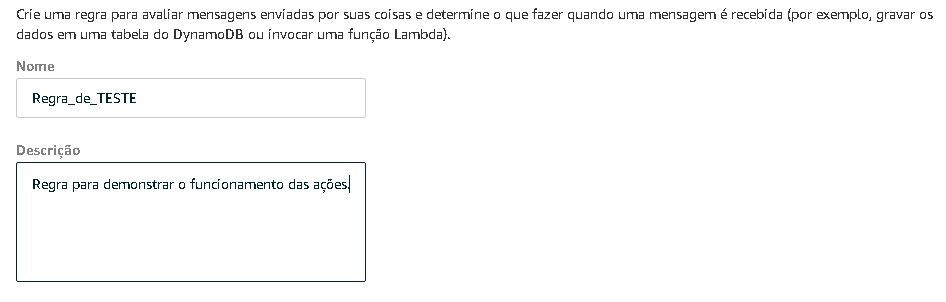 Crie uma regra para avaliar mensagens enviadas por suas coisas e determine o que fazer quando uma mensagem é recebida (por exemplo, gravar os
dados em uma tabela do DynamoDB ou invocar uma função Lambda).
Nome
Regra_de_TESTE
Descrição
Regra para demonstrar o funcionamento das ações.